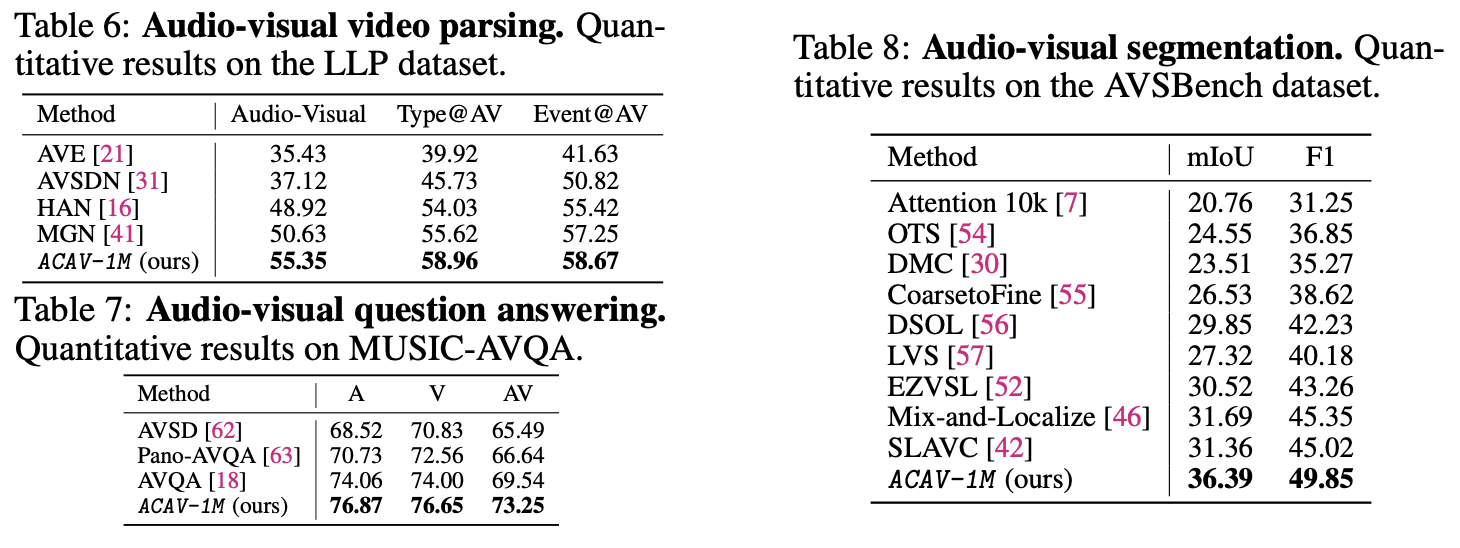 Table 6: Audio-visual video parsing. Quan-
titative results on the LLP dataset.
Method Audio-Visual Type@AV Event@AV
AVE [21] 35.43 39.92 41.63
AVSDN [31] 37.12 45.73 50.82
HAN [16] 48.92 54.03 55.42
MGN [41] 50.63 55.62 57.25
ACAV-1M (ours) 55.35 58.96 58.67
Table 7: Audio-visual question answering.
Quantitative results on MUSIC-AVQA.
Method A V AV
AVSD [62] 68.52 70.83 65.49
Pano-AVQA [63] 70.73 72.56 66.64
AVQA [18] 74.06 74.00 69.54
ACAV-1M (ours) 76.87 76.65 73.25
Table 8: Audio-visual segmentation. Quan-
titative results on the AVSBench dataset.
Method mIoU F1
Attention 10k [7] 20.76 31.25
OTS [54] 24.55 36.85
DMC [30] 23.51 35.27
CoarsetoFine [55] 26.53 38.62
DSOL [56] 29.85 42.23
LVS [57] 27.32 40.18
EZVSL [52] 30.52 43.26
Mix-and-Localize [46] 31.69 45.35
SLAVC [42] 31.36 45.02
ACAV-1M (ours) 36.39 49.85